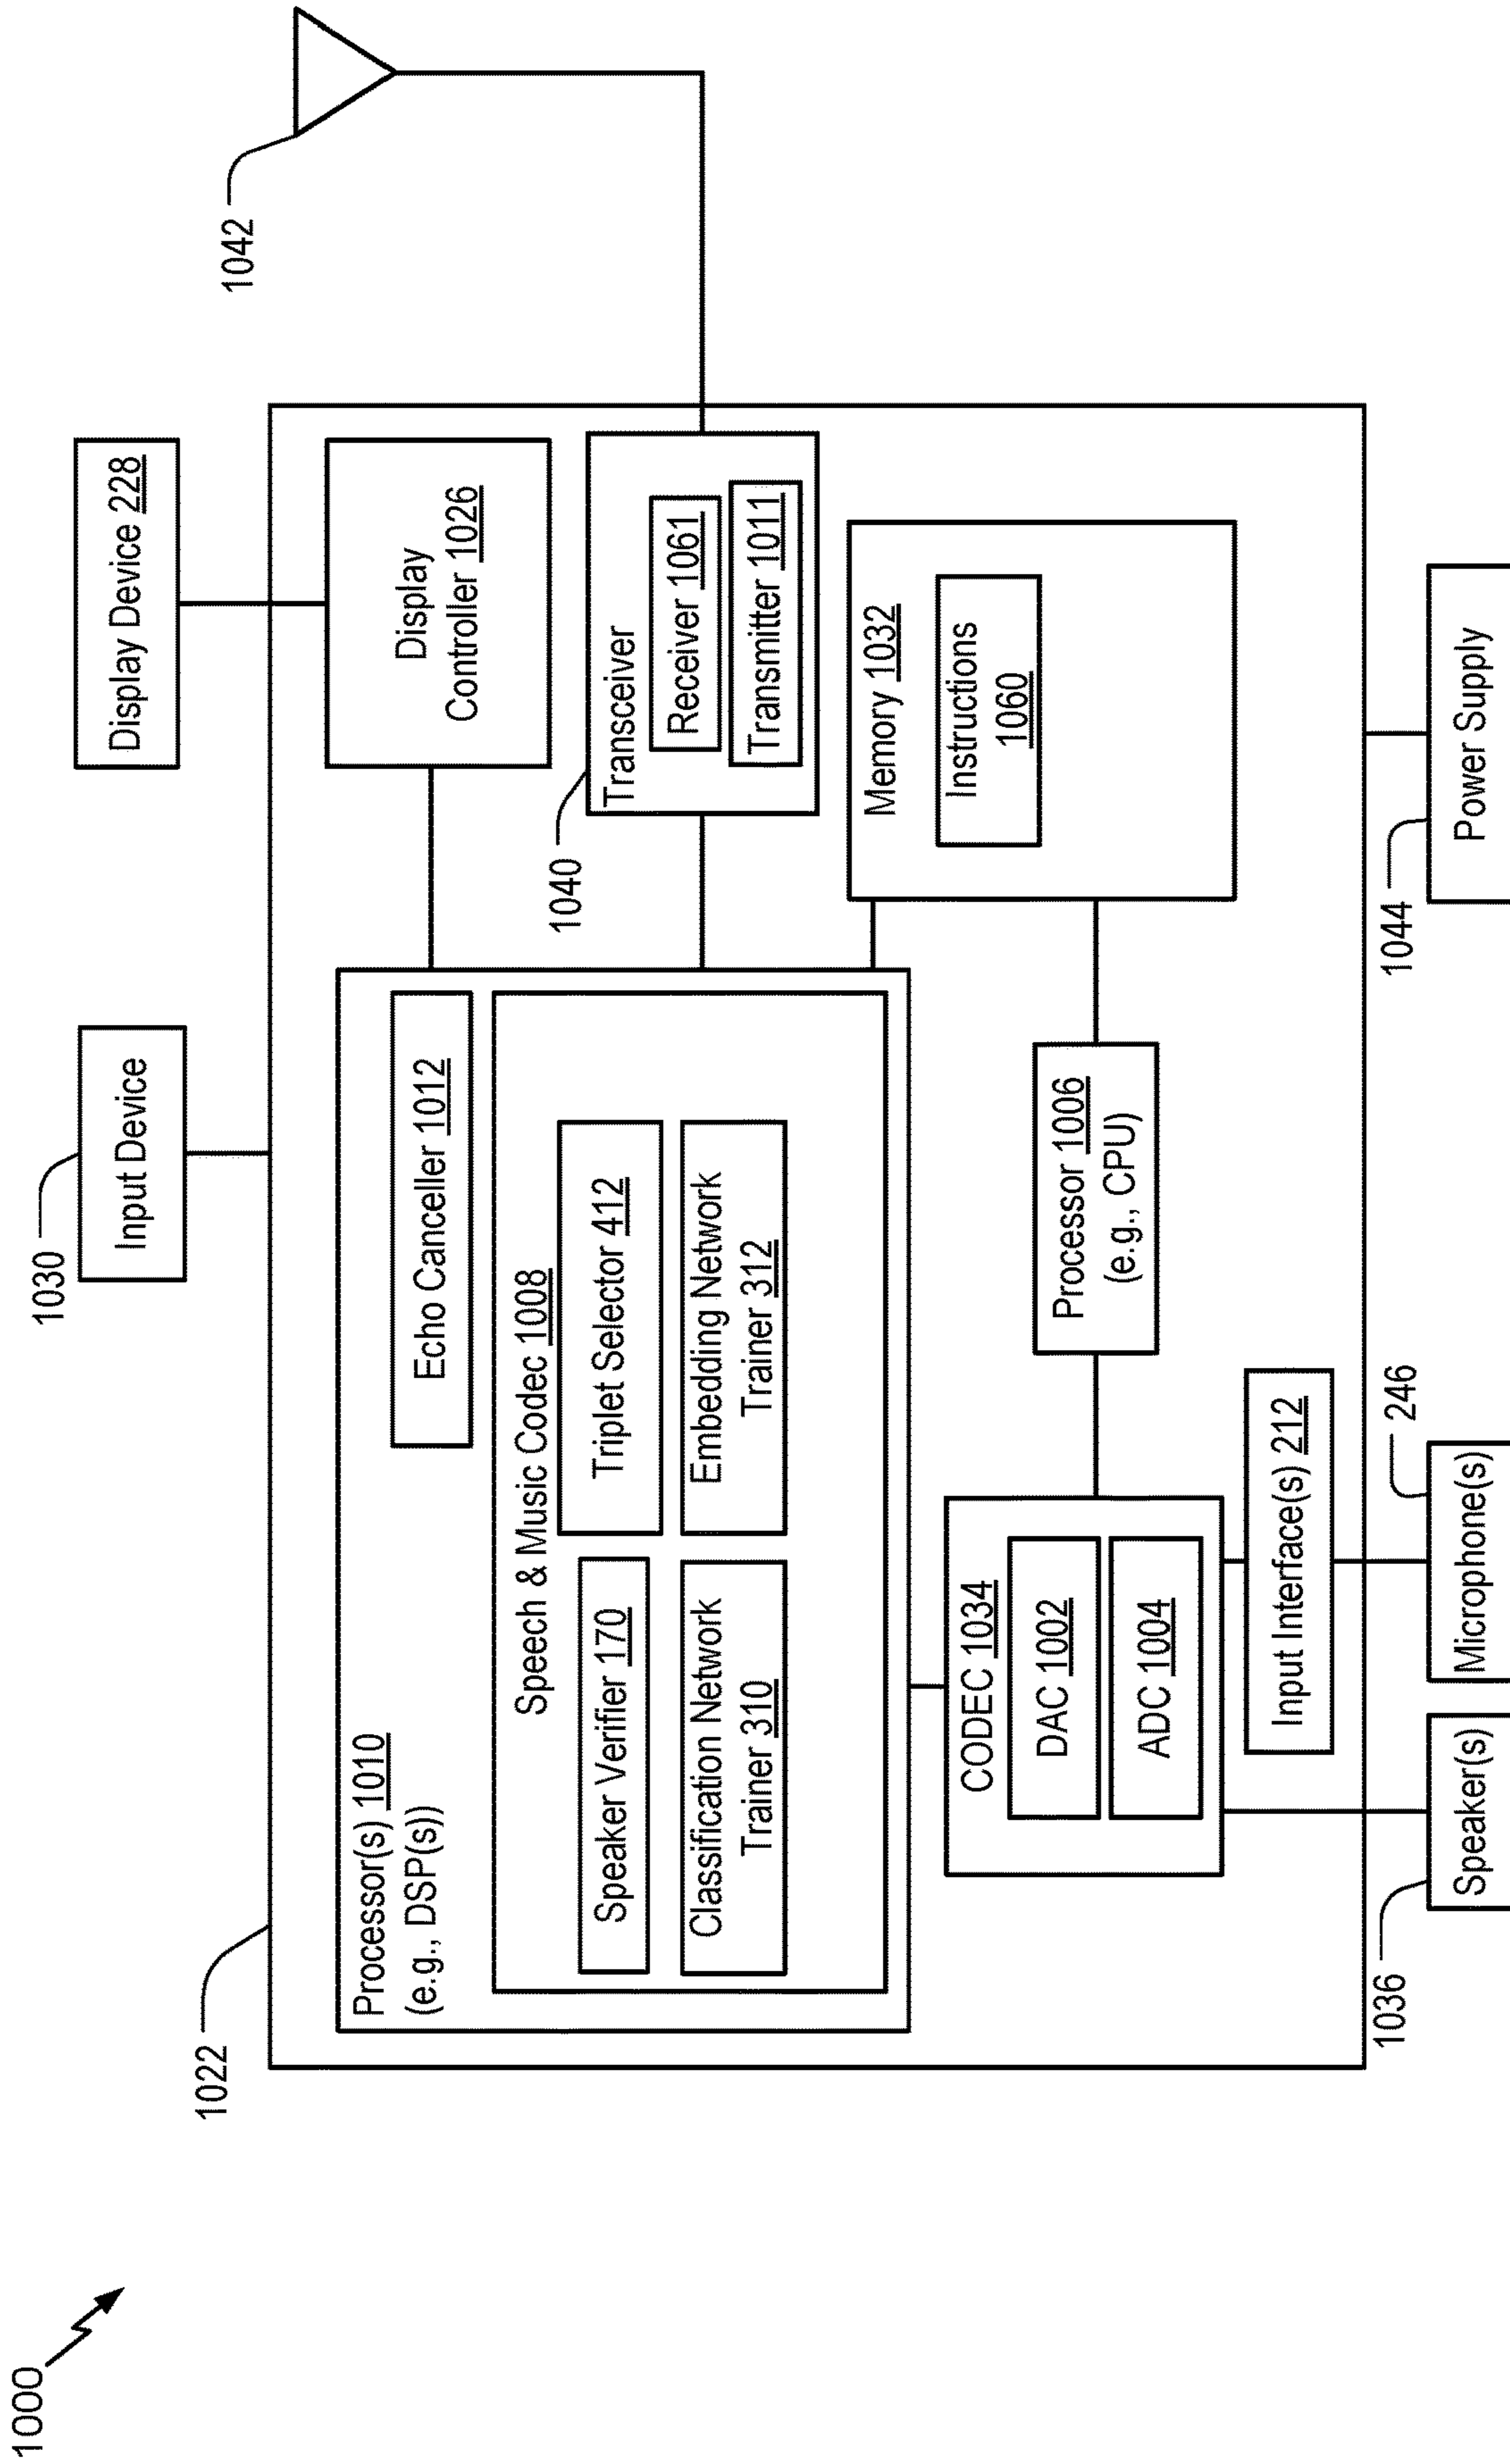 1000
1030
Input Device
Display Device 228
1042
1022
Processor(s) 1010
(e.g., DSP(s))
Echo Canceller 1012
Display
Controller 1026
Speech & Music Codec 1008
Speaker Verifier 170
Triplet Selector 412
Classification Network
Trainer 310
Embedding Network
Trainer 312
1040
Transceiver
Receiver 1061
Transmitter 1011
Memory 1032
Instructions
1060
CODEC 1034
DAC 1002
ADC 1004
Processor 1006
(e.g., CPU)
Input Interface(s) 212
1036
Speaker(s)
246
Microphone(s)
1044
Power Supply